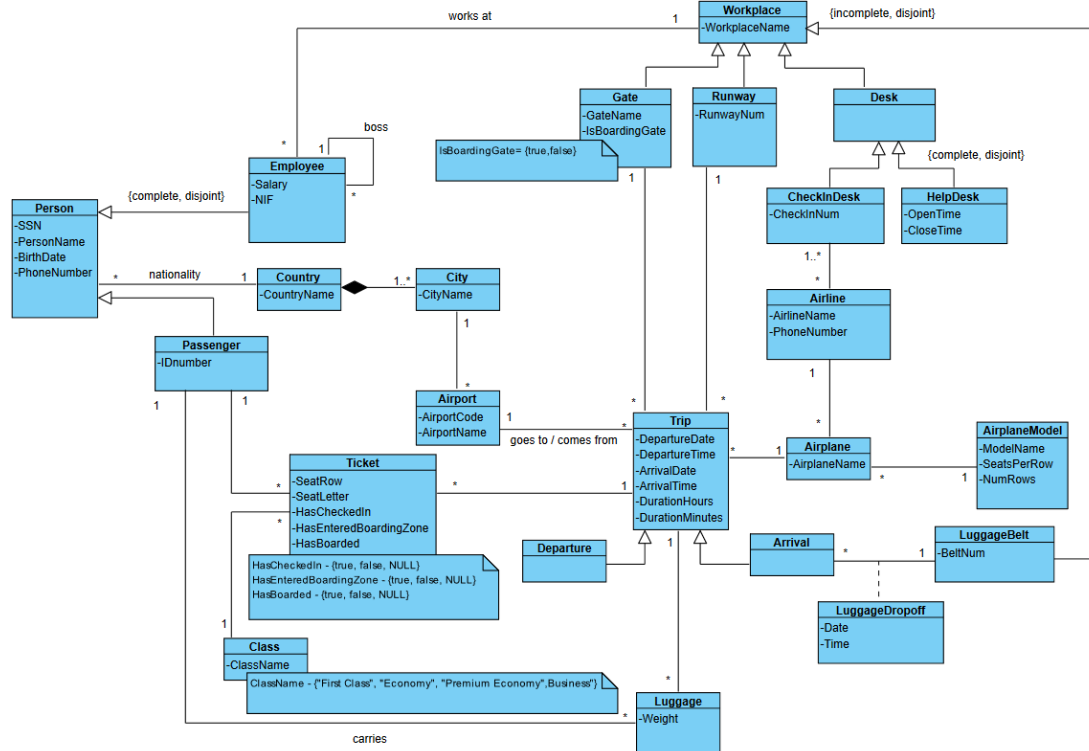 works at
1
*
Workplace
-WorkplaceName
{incomplete, disjoint}
Gate
-GateName
-IsBoardingGate
IsBoardingGate= {true,false}
1
*
Runway
-RunwayNum
1
*
Desk
{complete, disjoint}
CheckInDesk
-CheckInNum
HelpDesk
-OpenTime
-CloseTime
1..*
*
boss
1
*
Employee
-Salary
-NIF
{complete, disjoint}
Person
-SSN
-PersonName
-BirthDate
-PhoneNumber
*
nationality
1
Country
-CountryName
1..*
City
-CityName
1
*
Airline
-AirlineName
-PhoneNumber
1
*
Passenger
-IDnumber
1
1
Airport
-AirportCode
-AirportName
1
*
goes to / comes from
Trip
-DepartureDate
-DepartureTime
-ArrivalDate
-ArrivalTime
-DurationHours
-DurationMinutes
*
1
Airplane
-AirplaneName
*
1
AirplaneModel
-ModelName
-SeatsPerRow
-NumRows
Ticket
-SeatRow
-SeatLetter
-HasCheckedIn
-HasEnteredBoardingZone
-HasBoarded
*
*
*
1
HasCheckedIn - {true, false, NULL}
HasEnteredBoardingZone - {true, false, NULL}
HasBoarded - {true, false, NULL}
Departure
1
Arrival
*
1
LuggageBelt
-BeltNum
LuggageDropoff
-Date
-Time
1
Class
-ClassName
ClassName - {"First Class", "Economy", "Premium Economy",Business"}
*
Luggage
-Weight
*
carries